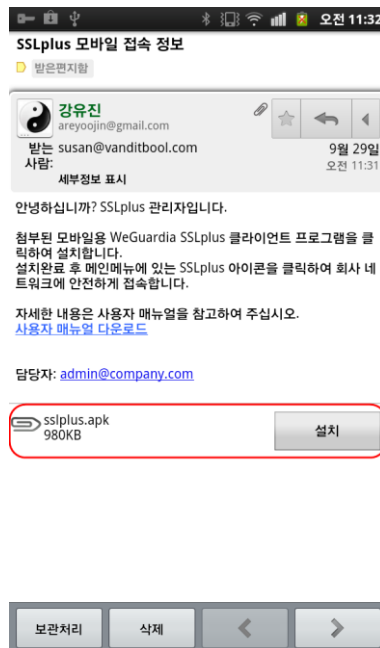 오전 11:32
SSLplus 모바일 접속 정보
받은편지함
강유진
areyoojin@gmail.com
받는 사람: susan@vanditbool.com
9월 29일
오전 11:31
세부정보 표시
안녕하십니까? SSLplus 관리자입니다.
첨부된 모바일용 WeGuardia SSLplus 클라이언트 프로그램을 클
릭하여 설치합니다.
설치완료 후 메인메뉴에 있는 SSLplus 아이콘을 클릭하여 회사 네
트워크에 안전하게 접속합니다.
자세한 내용은 사용자 매뉴얼을 참고하여 주십시오.
사용자 매뉴얼 다운로드
담당자: admin@company.com
sslplus.apk
980KB
설치
보관처리
삭제